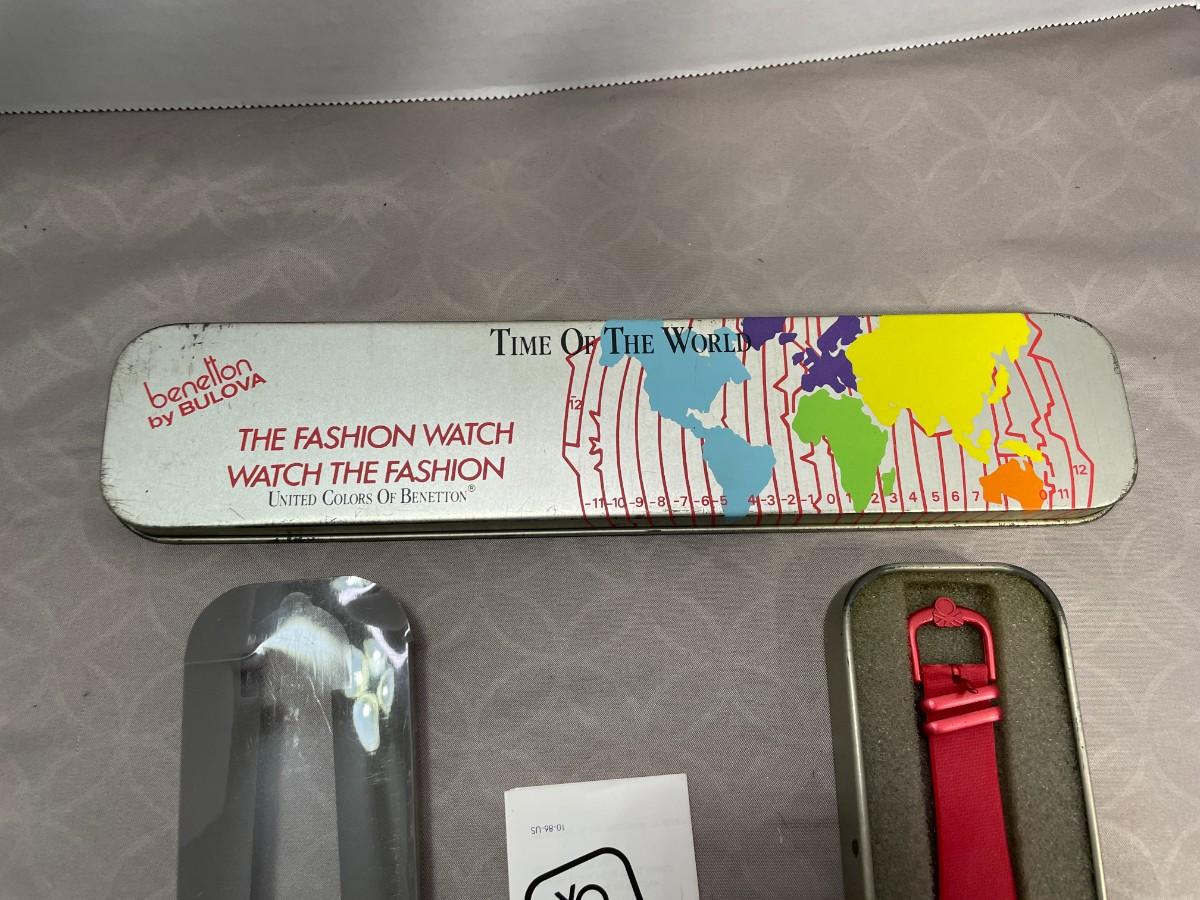 TIME OF THE WORLD
benetton
by BULOVA
THE FASHION WATCH
WATCH THE FASHION
UNITED COLORS OF BENETTON®
12
12
-11-10-9-8-7-6-5 4-3-2-1 0 1 2 3 4 5 6 7 0 11
10-86-US